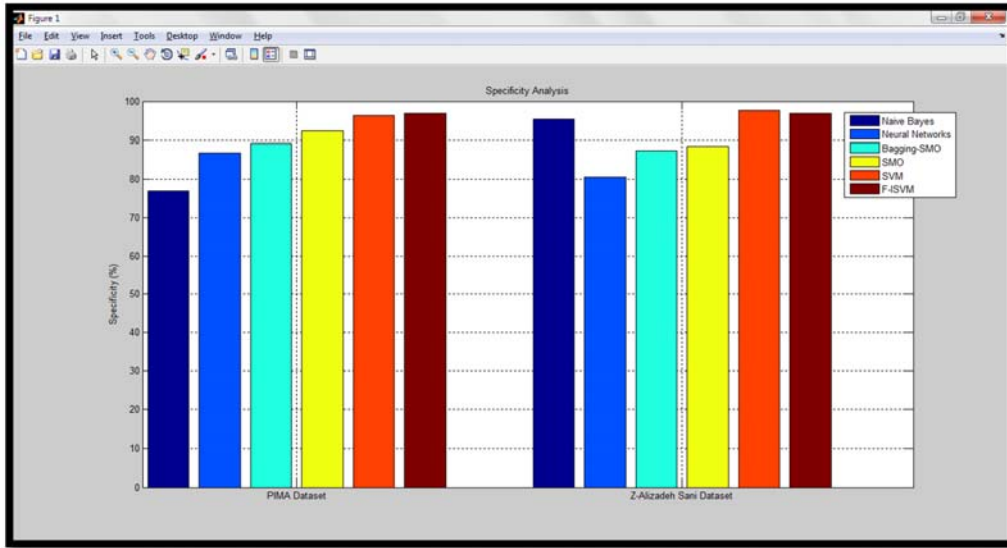 Figure 1
File Edit View Insert Tools Desktop Window Help
Specificity Analysis
100
90
80
70
60
50
40
30
20
10
0
Specificity (%)
PIMA Dataset
Z-Alizadeh Sani Dataset
Naive Bayes
Neural Networks
Bagging-SMO
SMO
SVM
F-ISVM